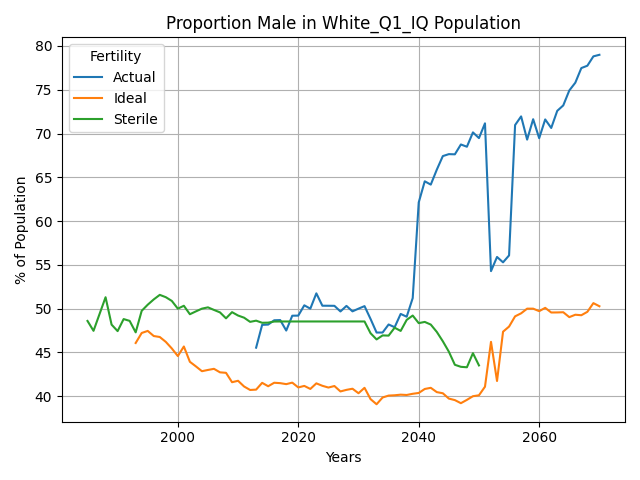 Proportion Male in White_Q1_IQ Population
% of Population
80
75
70
65
60
55
50
45
40
Fertility
Actual
Ideal
Sterile
2000
2020
2040
2060
Years